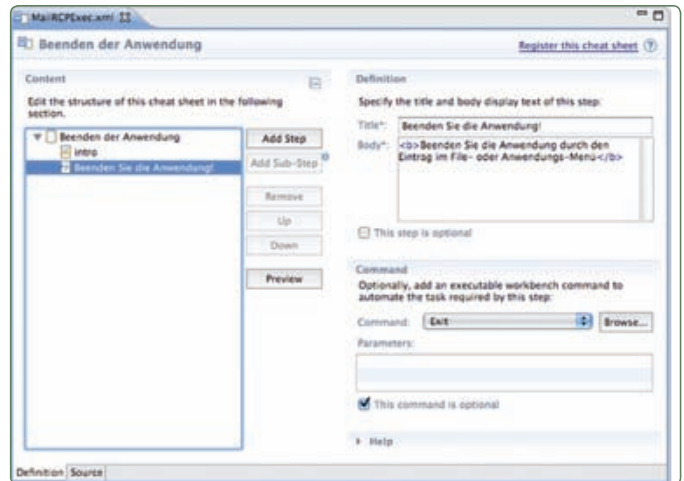 MailRCPExec.xml
Beenden der Anwendung
Register this cheat sheet
Content
Edit the structure of this cheat sheet in the following
section.
Beenden der Anwendung
intro
Beenden Sie die Anwendung!
Add Step
Add Sub-Step
Remove
Up
Down
Preview
Definition
Specify the title and body display text of this step:
Title*:
Beenden Sie die Anwendung!
Body*:
<b>Beenden Sie die Anwendung durch den
Eintrag im File- oder Anwendungs-Menü</b>
This step is optional
Command
Optionally, add an executable workbench command to
automate the task required by this step:
Command:
Exit
Browse...
Parameters:
This command is optional
Help
Definition
Source